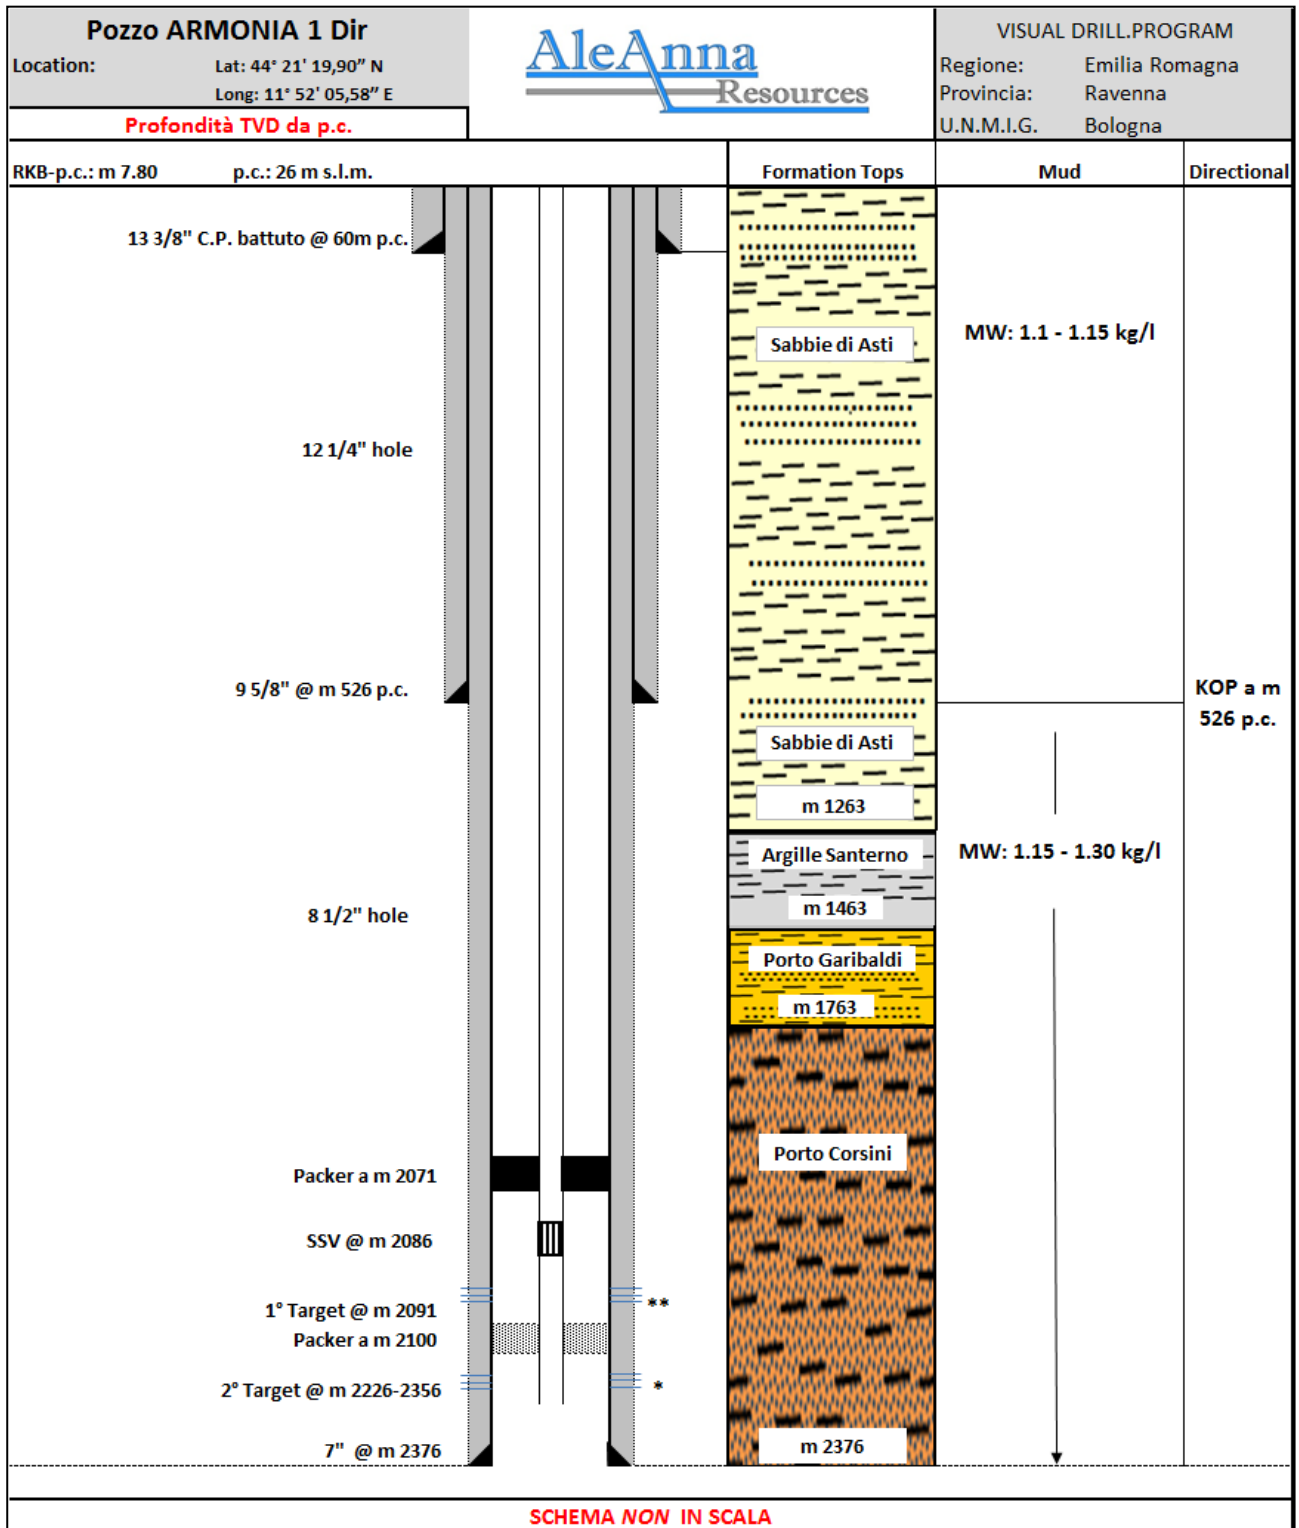 Pozzo ARMONIA 1 Dir
Location: Lat: 44° 21' 19,90” N
Long: 11° 52' 05,58” E
Profondità TVD da p.c.
AleAnna
Resources
VISUAL DRILL.PROGRAM
Regione: Emilia Romagna
Provincia: Ravenna
U.N.M.I.G. Bologna
RKB-p.c.: m 7.80 p.c.: 26 m s.l.m.
Formation Tops
Mud
Directional
13 3/8" C.P. battuto @ 60m p.c.
MW: 1.1 - 1.15 kg/l
Sabbie di Asti
12 1/4" hole
9 5/8" @ m 526 p.c.
KOP a m
526 p.c.
Sabbie di Asti
m 1263
Argille Santerno
MW: 1.15 - 1.30 kg/l
m 1463
8 1/2" hole
Porto Garibaldi
m 1763
Porto Corsini
Packer a m 2071
SSV @ m 2086
1° Target @ m 2091
**
Packer a m 2100
2° Target @ m 2226-2356
*
7" @ m 2376
m 2376
SCHEMA NON IN SCALA